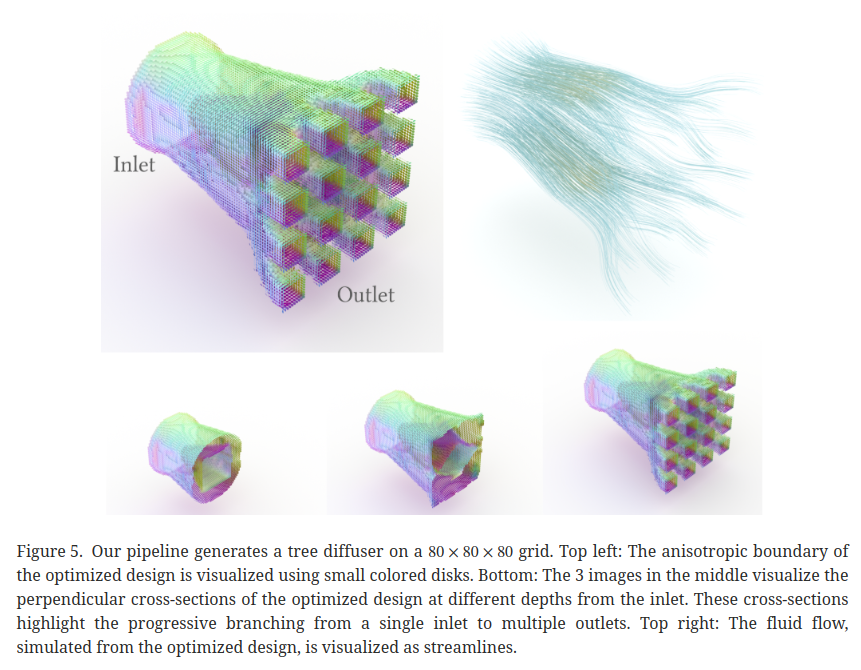 Inlet
Outlet
Figure 5. Our pipeline generates a tree diffuser on a 80 × 80 × 80 grid. Top left: The anisotropic boundary of
the optimized design is visualized using small colored disks. Bottom: The 3 images in the middle visualize the
perpendicular cross-sections of the optimized design at different depths from the inlet. These cross-sections
highlight the progressive branching from a single inlet to multiple outlets. Top right: The fluid flow,
simulated from the optimized design, is visualized as streamlines.